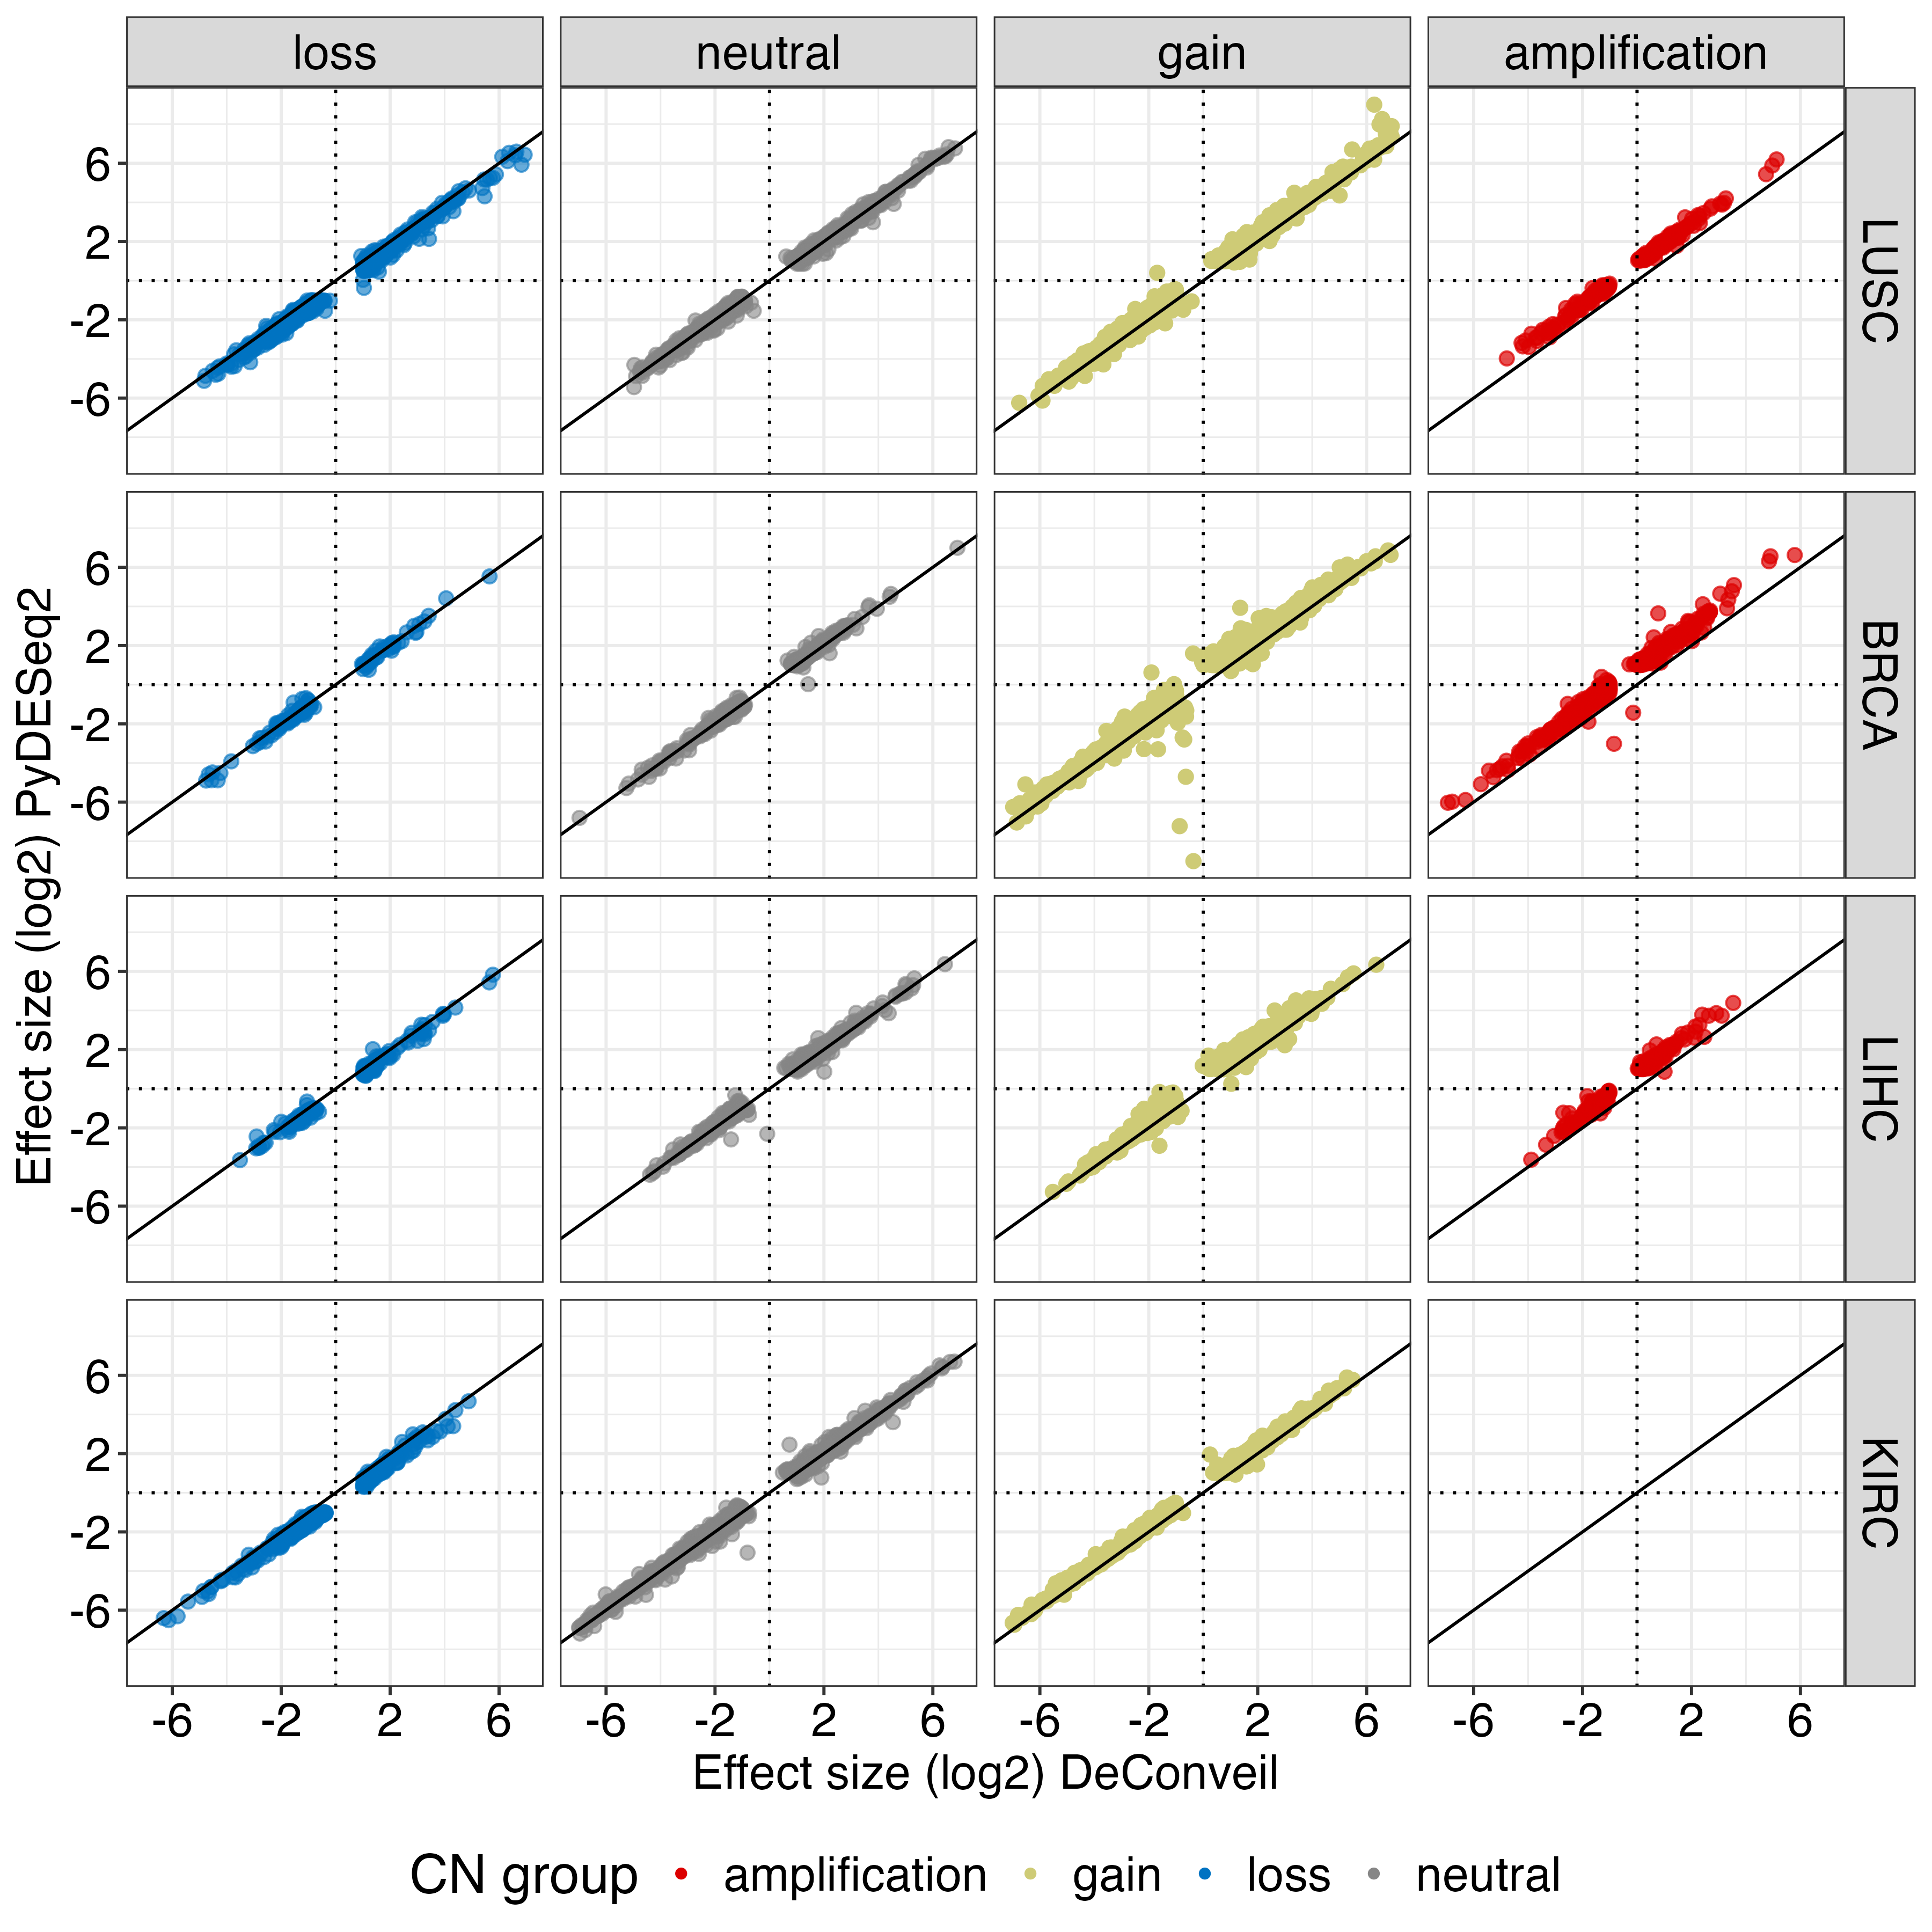 loss neutral gain amplification
Effect size (log2) PyDESeq2
6
2
-2
-6
LUSC
6
2
-2
-6
BRCA
6
2
-2
-6
LIHC
6
2
-2
-6
KIRC
-6 -2 2 6 -6 -2 2 6 -6 -2 2 6 -6 -2 2 6
Effect size (log2) DeConveil
CN group amplification gain loss neutral